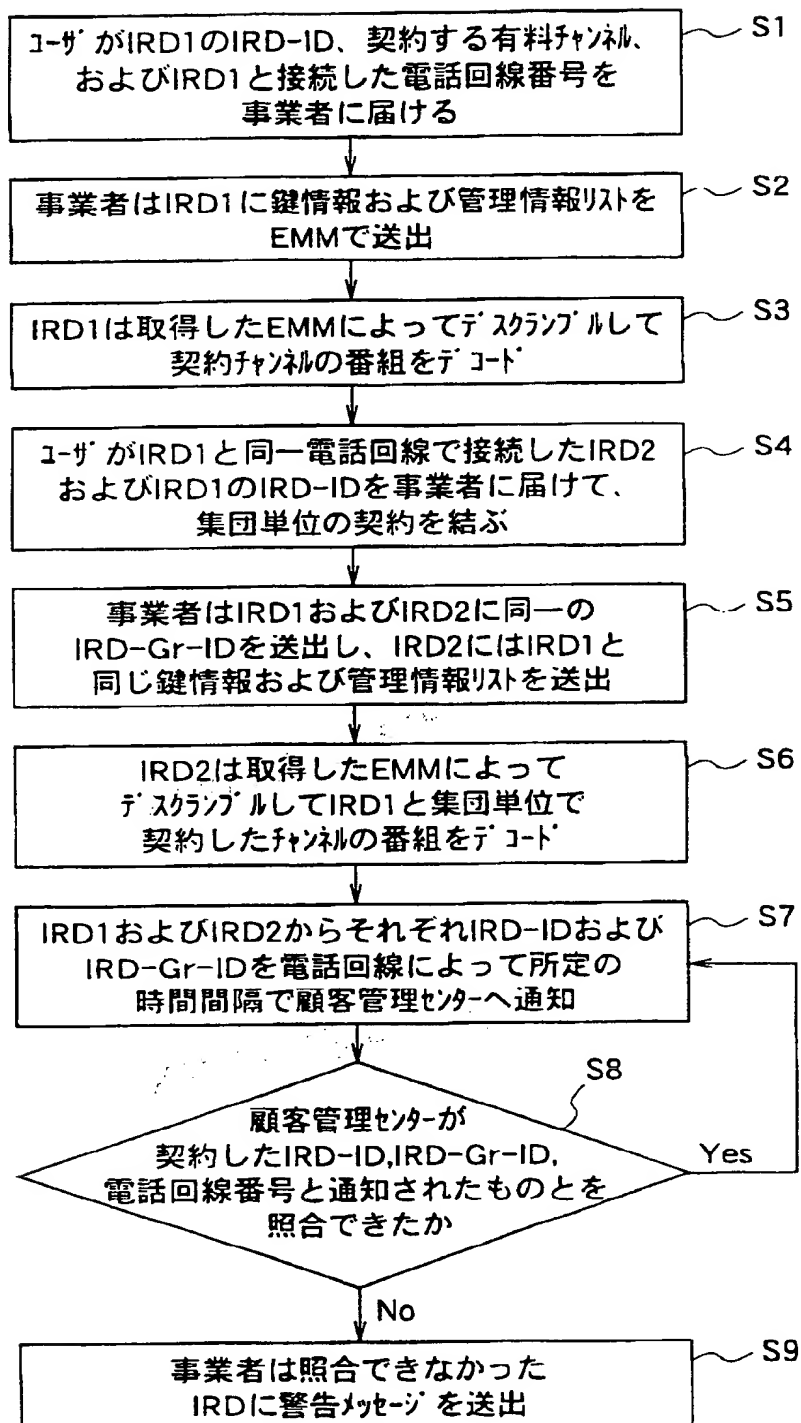 ﾕｰｻﾞがIRD1のIRD-ID、契約する有料ﾁｬﾝﾈﾙ、
およびIRD1と接続した電話回線番号を
事業者に届ける
S1
事業者はIRD1に鍵情報および管理情報ﾘｽﾄを
EMMで送出
S2
IRD1は取得したEMMによってﾃﾞｽｸﾗﾝﾌﾞﾙして
契約ﾁｬﾝﾈﾙの番組をﾃﾞｺｰﾄﾞ
S3
ﾕｰｻﾞがIRD1と同一電話回線で接続したIRD2
およびIRD1のIRD-IDを事業者に届けて、
集団単位の契約を結ぶ
S4
事業者はIRD1およびIRD2に同一の
IRD-Gr-IDを送出し、IRD2にはIRD1と
同じ鍵情報および管理情報ﾘｽﾄを送出
S5
IRD2は取得したEMMによって
ﾃﾞｽｸﾗﾝﾌﾞﾙしてIRD1と集団単位で
契約したﾁｬﾝﾈﾙの番組をﾃﾞｺｰﾄﾞ
S6
IRD1およびIRD2からそれぞれIRD-IDおよび
IRD-Gr-IDを電話回線によって所定の
時間間隔で顧客管理ｾﾝﾀｰへ通知
S7
顧客管理ｾﾝﾀｰが
契約したIRD-ID,IRD-Gr-ID,
電話回線番号と通知されたものとを
照合できたか
S8
Yes
No
事業者は照合できなかった
IRDに警告ﾒｯｾｰｼﾞを送出
S9